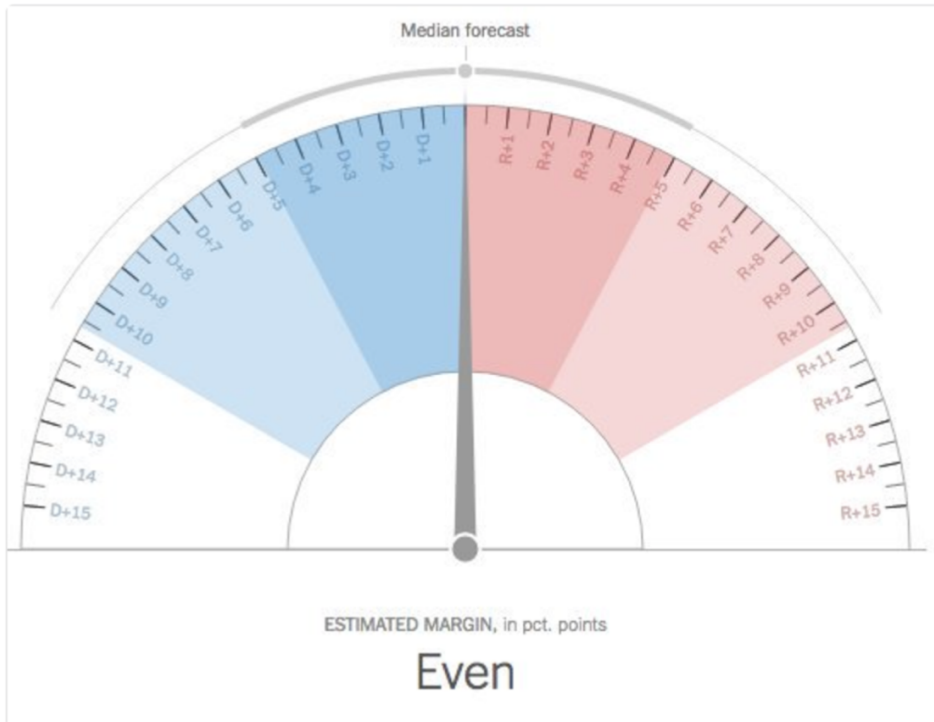 Median forecast
D+15
D+14
D+13
D+12
D+11
D+10
D+9
D+8
D+7
D+6
D+5
D+4
D+3
D+2
D+1
R+1
R+2
R+3
R+4
R+5
R+6
R+7
R+8
R+9
R+10
R+11
R+12
R+13
R+14
R+15
ESTIMATED MARGIN, in pct. points
Even